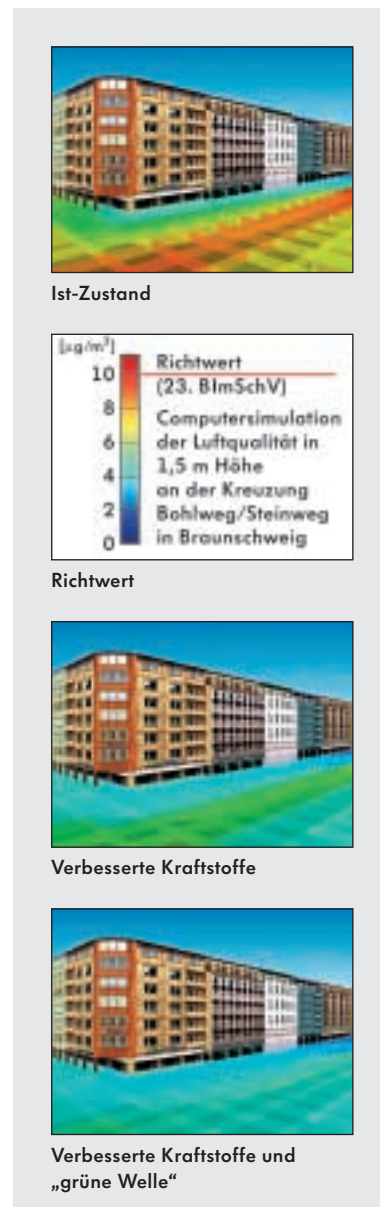 Ist-Zustand
[µg/m³]
10
8
6
4
2
0
Richtwert
(23. BImSchV)
Computersimulation
der Luftqualität in
1,5 m Höhe
an der Kreuzung
Bohlweg/Steinweg
in Braunschweig
Richtwert
Verbesserte Kraftstoffe
Verbesserte Kraftstoffe und
„grüne Welle“